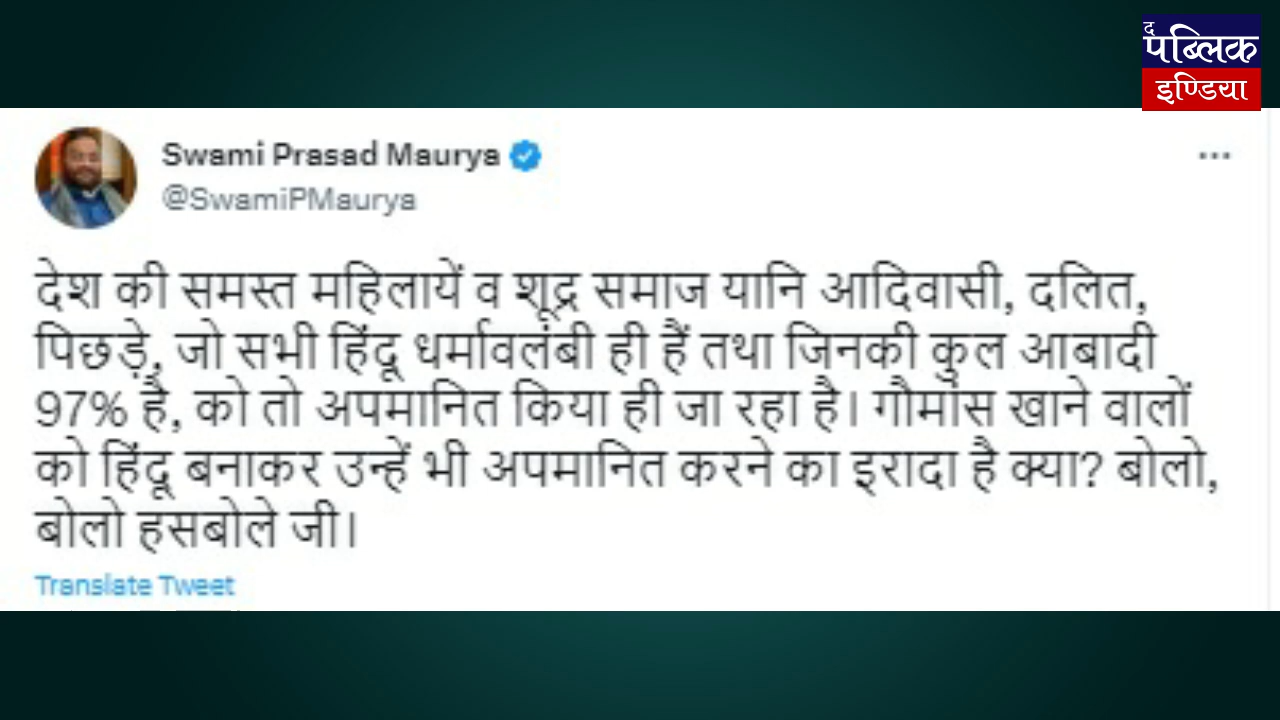 द
पब्लिक
इण्डिया
Swami Prasad Maurya
@SwamiPMaurya
देश की समस्त महिलायें व शूद्र समाज यानि आदिवासी, दलित,
पिछड़े, जो सभी हिंदू धर्मावलंबी ही हैं तथा जिनकी कुल आबादी
97% है, को तो अपमानित किया ही जा रहा है। गौमांस खाने वालों
को हिंदू बनाकर उन्हें भी अपमानित करने का इरादा है क्या? बोलो,
बोलो हसबोले जी।
Translate Tweet